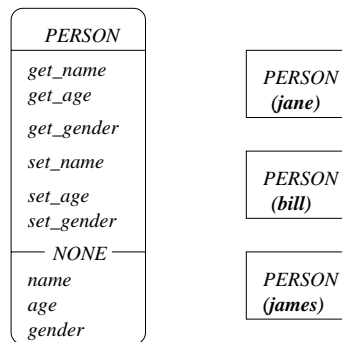 PERSON
get_name
get_age
get_gender
set_name
set_age
set_gender
NONE
name
age
gender
PERSON
(jane)
PERSON
(bill)
PERSON
(james)